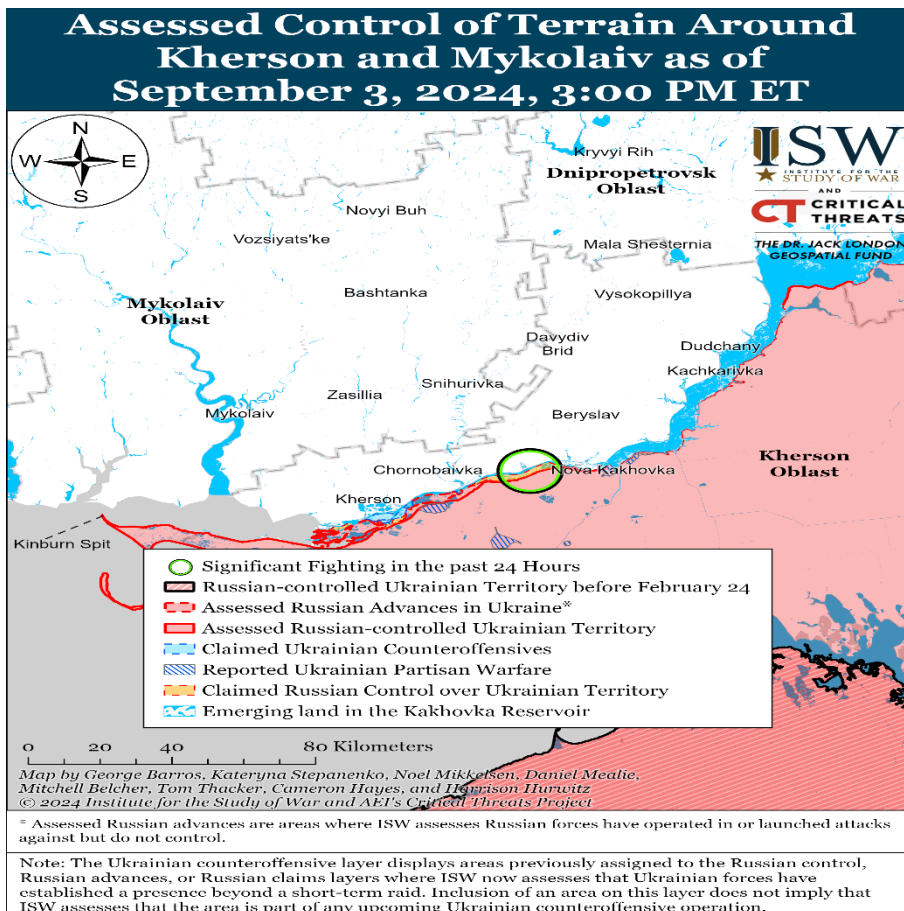 Assessed Control of Terrain Around
Kherson and Mykolaiv as of
September 3, 2024, 3:00 PM ET
N
W E
S
Kryvyi Rih
Dnipropetrovsk
Oblast
ISW
INSTITUTE FOR THE
STUDY OF WAR
AND
CT CRITICAL
THREATS
THE DR. JACK LONDON
GEOSPATIAL FUND
Novyi Buh
Vozsiyats'ke
Mala Shesternia
Bashtanka
Vysokopillya
Mykolaiv
Oblast
Davydiv
Brid
Dudchany
Kachkarivka
Snihurivka
Zasillia
Mykolaiv
Beryslav
Kherson
Oblast
Chornobaivka
Nova Kakhovka
Kherson
Kinburn Spit
Significant Fighting in the past 24 Hours
Russian-controlled Ukrainian Territory before February 24
Assessed Russian Advances in Ukraine*
Assessed Russian-controlled Ukrainian Territory
Claimed Ukrainian Counteroffensives
Reported Ukrainian Partisan Warfare
Claimed Russian Control over Ukrainian Territory
Emerging land in the Kakhovka Reservoir
0 20 40 80 Kilometers
Map by George Barros, Kateryna Stepanenko, Noel Mikkelsen, Daniel Mealie,
Mitchell Belcher, Tom Thacker, Cameron Hayes, and Harrison Hurwitz
© 2024 Institute for the Study of War and AEI's Critical Threats Project
* Assessed Russian advances are areas where ISW assesses Russian forces have operated in or launched attacks
against but do not control.
Note: The Ukrainian counteroffensive layer displays areas previously assigned to the Russian control,
Russian advances, or Russian claims layers where ISW now assesses that Ukrainian forces have
established a presence beyond a short-term raid. Inclusion of an area on this layer does not imply that
ISW assesses that the area is part of any upcoming Ukrainian counteroffensive operation.